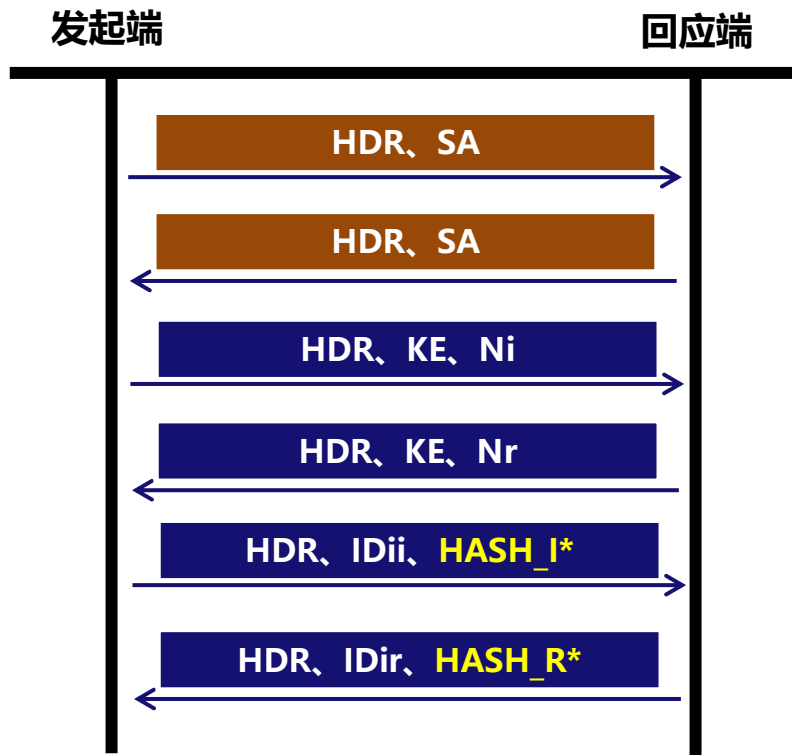 发起端
回应端
HDR、SA
HDR、SA
HDR、KE、Ni
HDR、KE、Nr
HDR、IDii、HASH_I*
HDR、IDir、HASH_R*